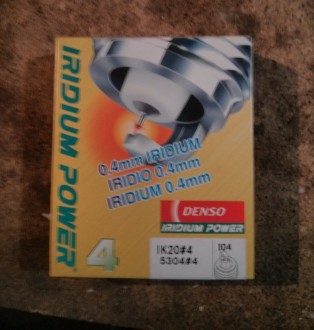 IRIDIUM POWER
0.4mm IRIDIUM
IRIDIO 0.4mm
IRIDIUM 0.4mm
DENSO
IRIDIUM POWER
4
IK20#4
5304#4
104